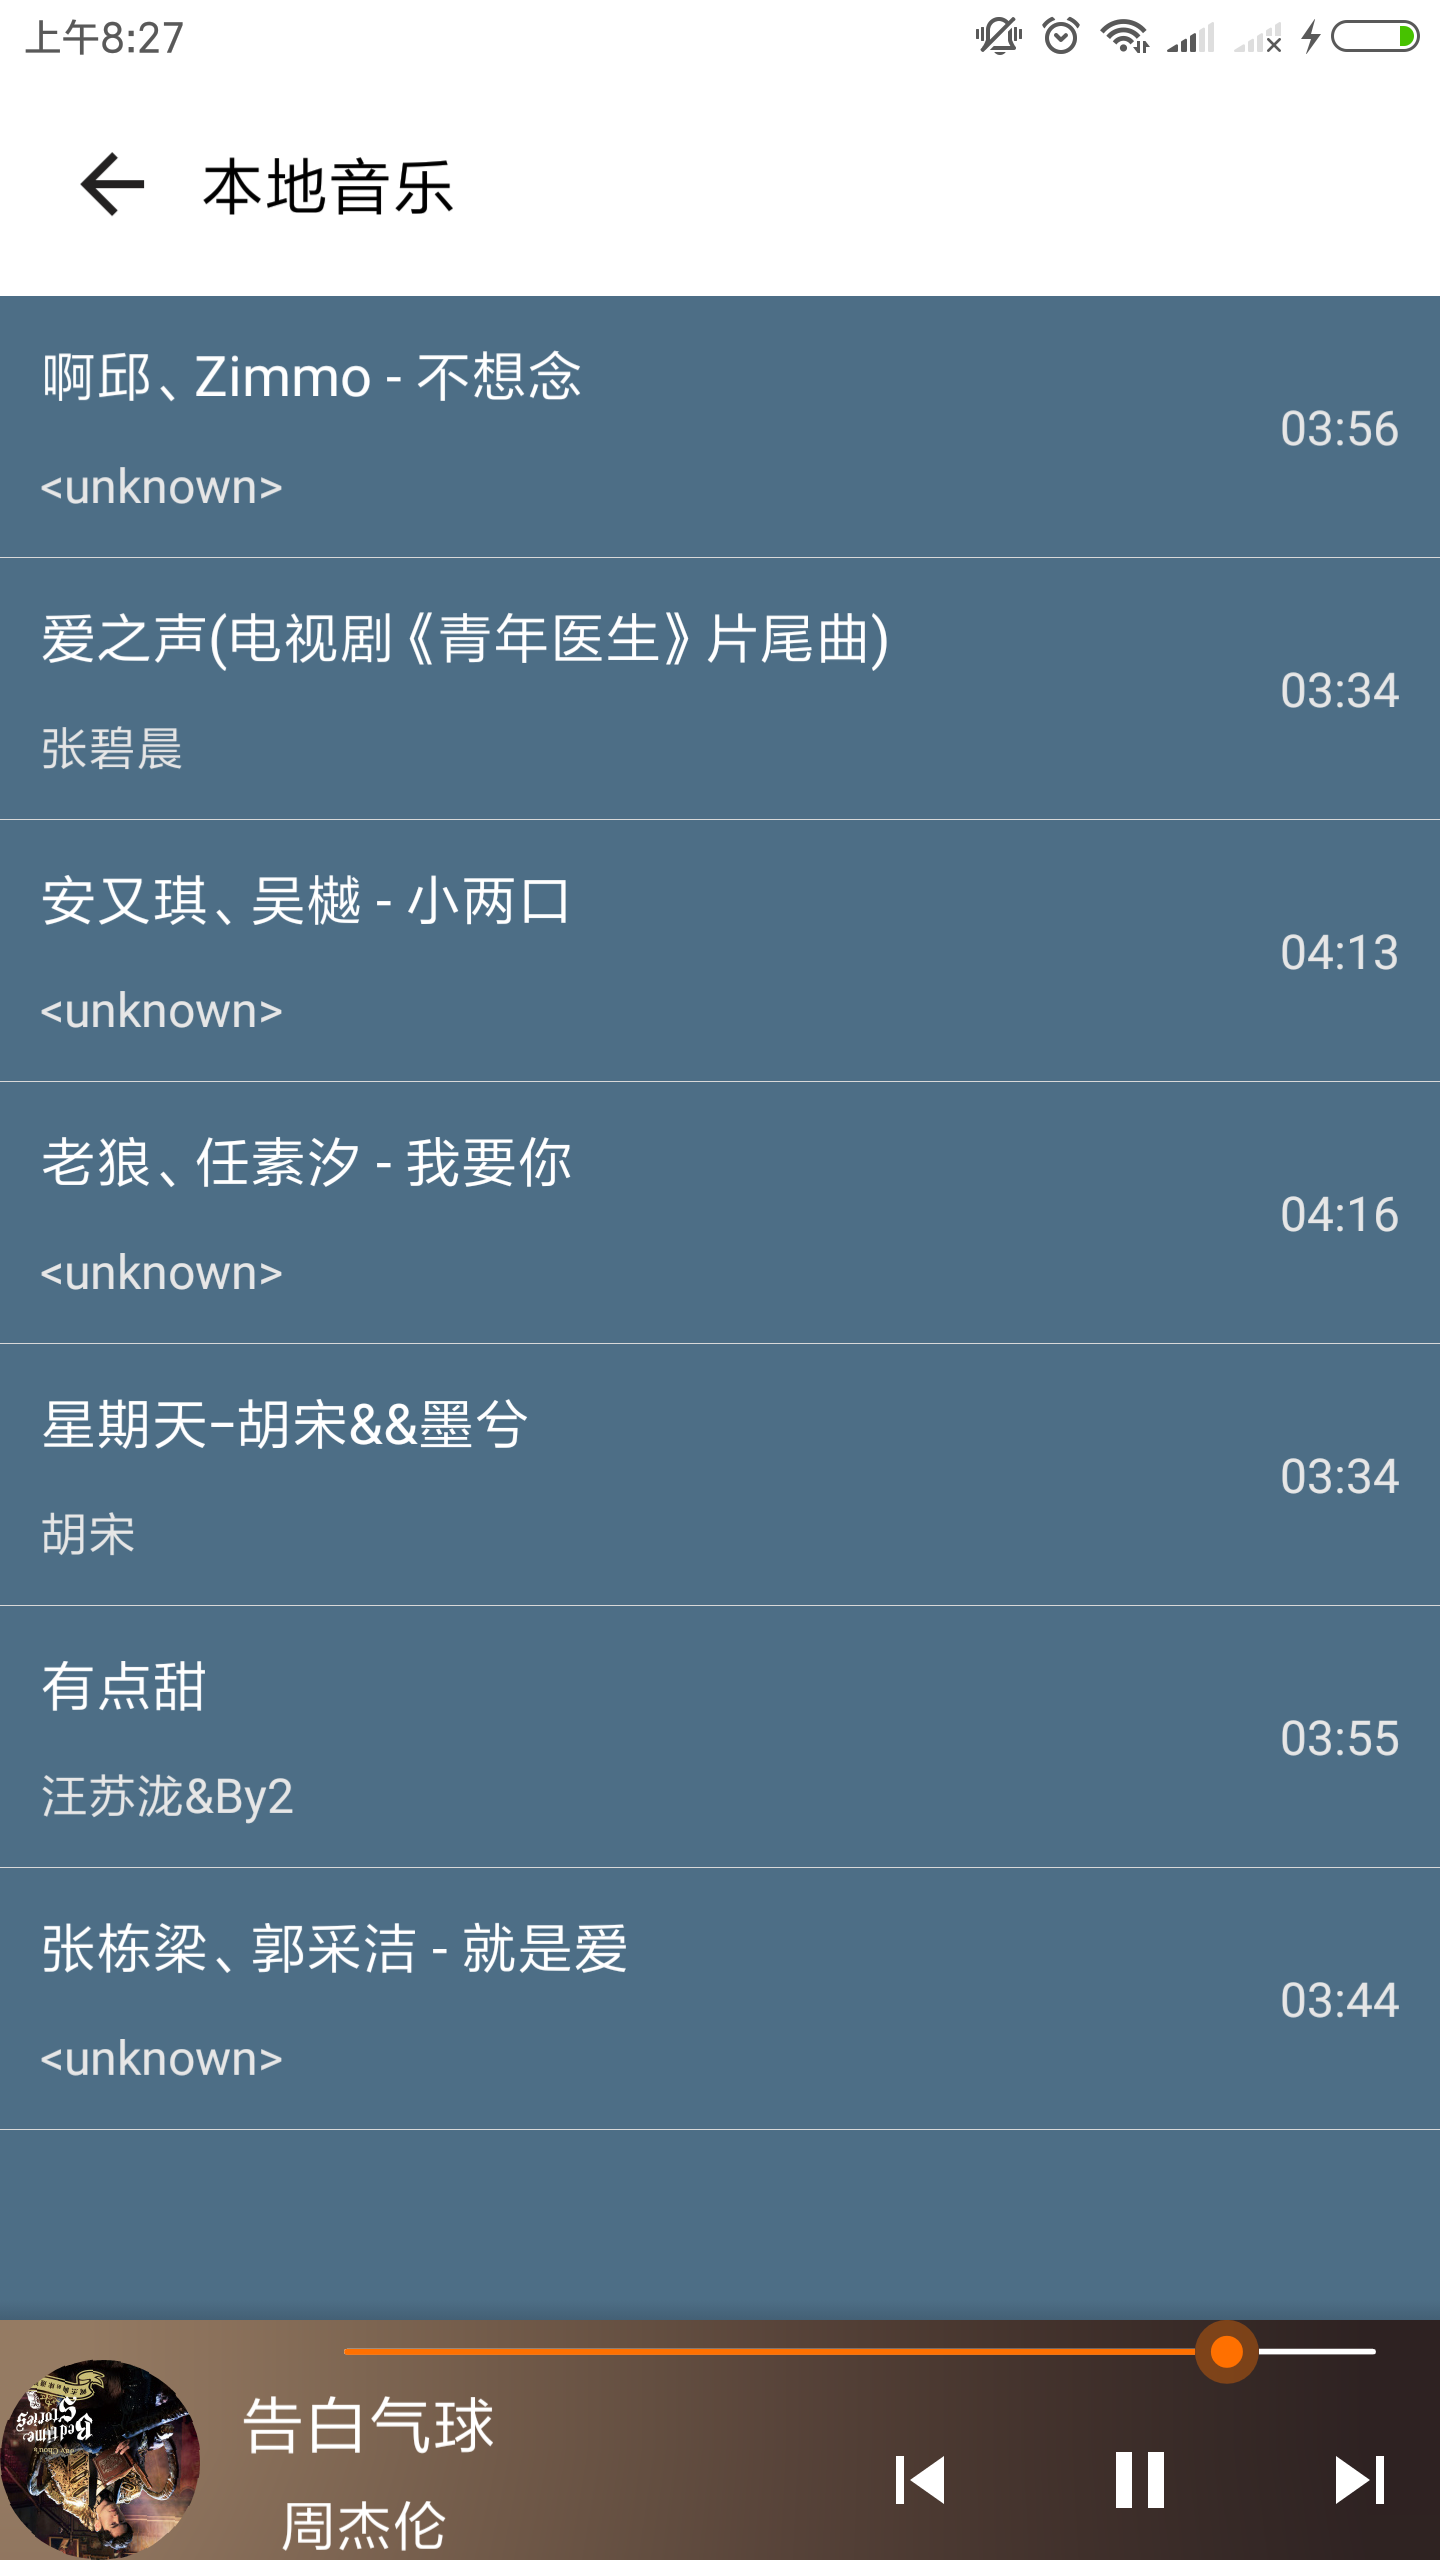 上午8:27
本地音乐
啊邱、Zimmo - 不想念
03:56
<unknown>
爱之声(电视剧《青年医生》片尾曲)
03:34
张碧晨
安又琪、吴樾 - 小两口
04:13
<unknown>
老狼、任素汐 - 我要你
04:16
<unknown>
星期天-胡宋&&墨兮
03:34
胡宋
有点甜
03:55
汪苏泷&By2
张栋梁、郭采洁 - 就是爱
03:44
<unknown>
告白气球
周杰伦
Bedtime
Stories